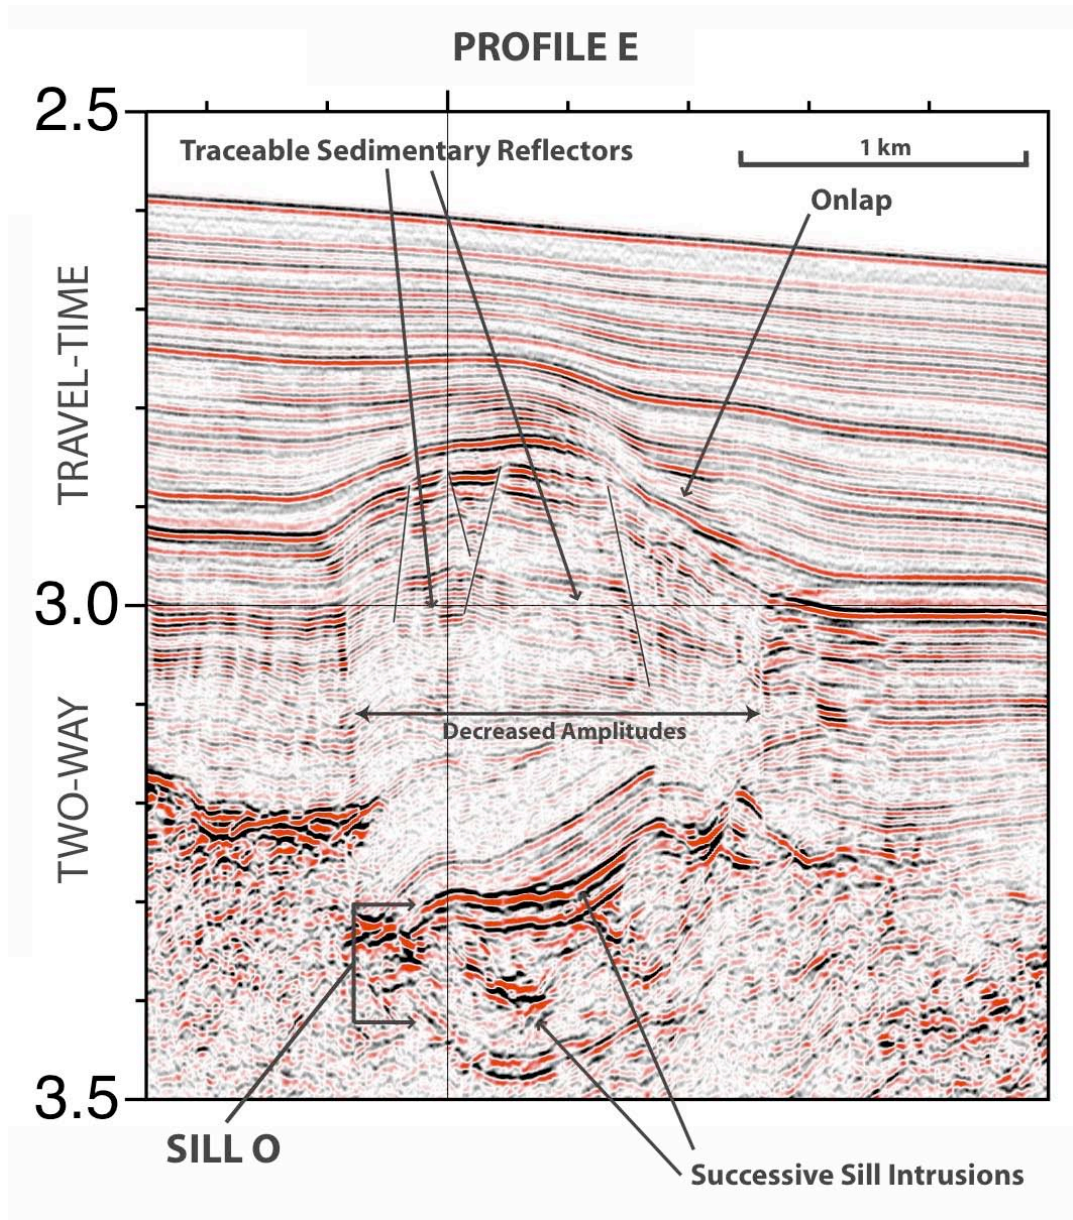 PROFILE E
2.5
Traceable Sedimentary Reflectors
1 km
Onlap
TRAVEL-TIME
3.0
Decreased Amplitudes
TWO-WAY
3.5
SILL O
Successive Sill Intrusions